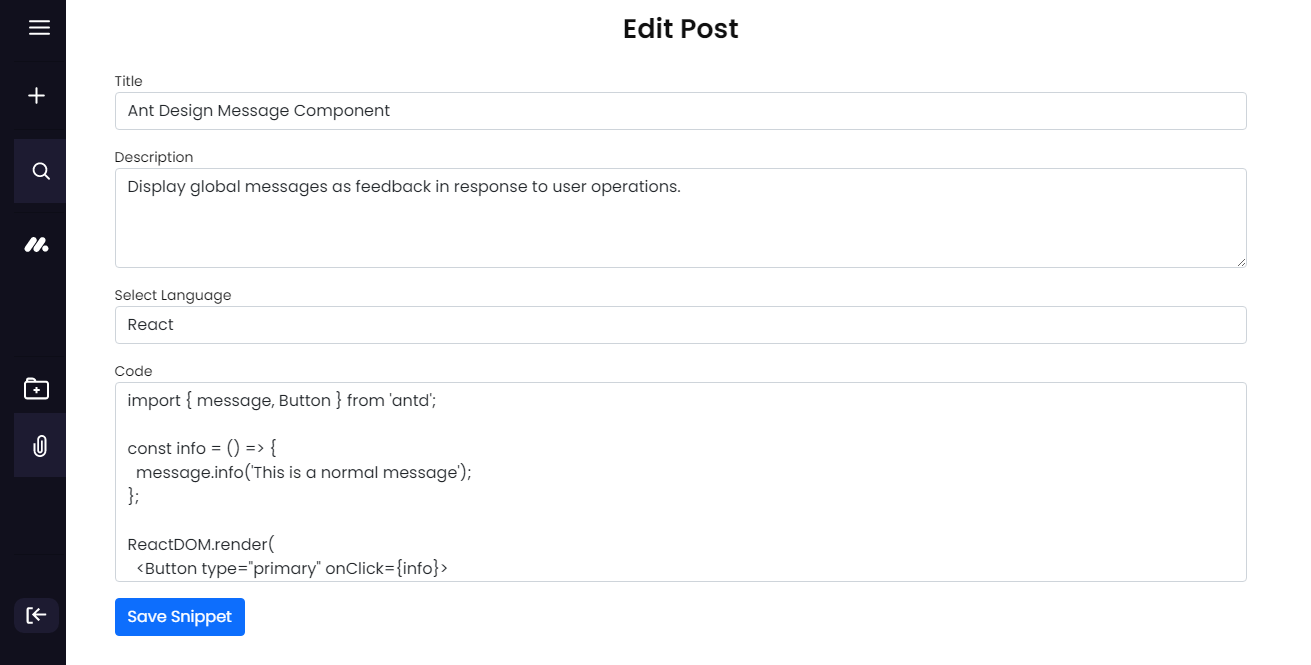 Edit Post
Title
Ant Design Message Component
Description
Display global messages as feedback in response to user operations.
Select Language
React
Code
import { message, Button } from 'antd';
const info = () => {
  message.info('This is a normal message');
};
ReactDOM.render(
  <Button type="primary" onClick={info}>
Save Snippet